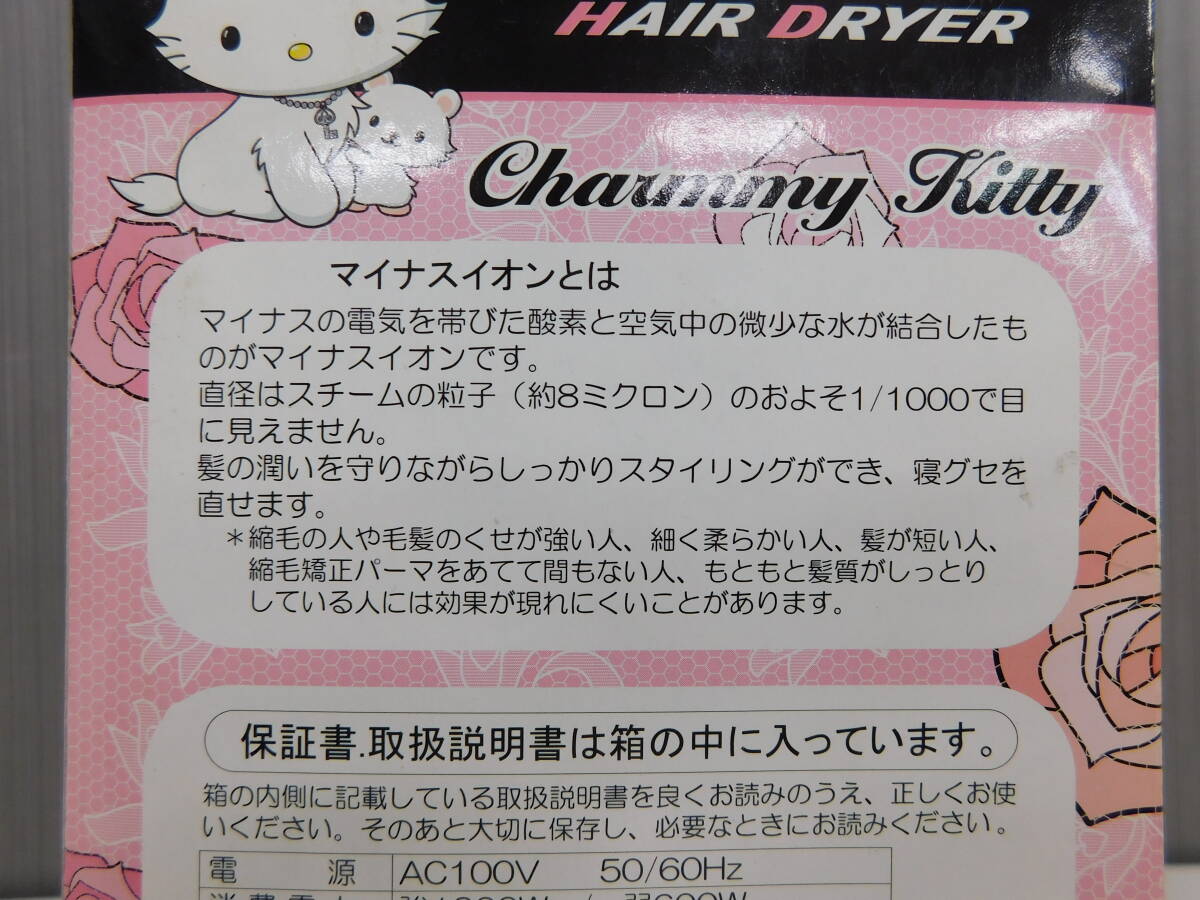 HAIR DRYER
Charmmy Kitty
マイナスイオンとは
マイナスの電気を帯びた酸素と空気中の微少な水が結合したも
のがマイナスイオンです。
直径はスチームの粒子（約8ミクロン）のおよそ1/1000で目
に見えません。
髪の潤いを守りながらしっかりスタイリングができ、寝グセを
直せます。
＊縮毛の人や毛髪のくせが強い人、細く柔らかい人、髪が短い人、
縮毛矯正パーマをあてて間もない人、もともと髪質がしっとり
している人には効果が現れにくいことがあります。
保証書.取扱説明書は箱の中に入っています。
箱の内側に記載している取扱説明書を良くお読みのうえ、正しくお使
いください。そのあと大切に保存し、必要なときにお読みください。
電 源 AC100V 50/60Hz